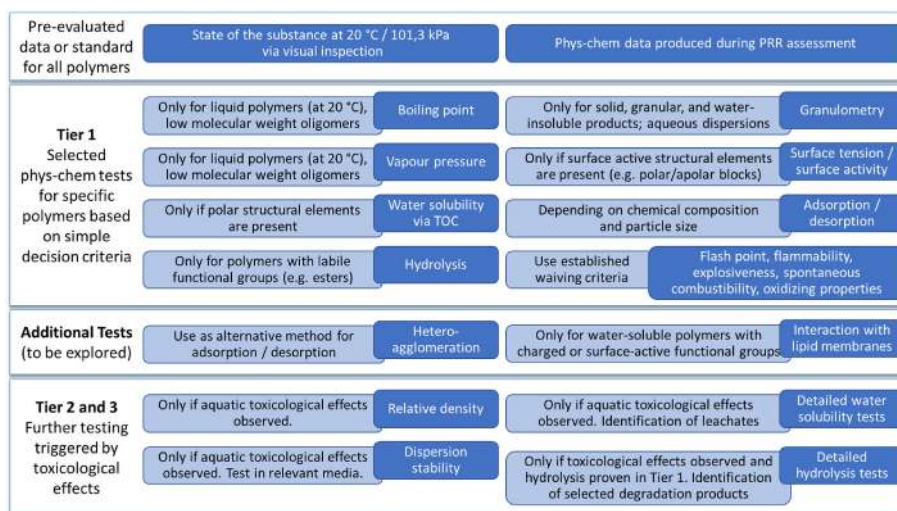 Pre-evaluated
data or standard
for all polymers
State of the substance at 20 °C / 101,3 kPa
via visual inspection
Phys-chem data produced during PRR assessment
Tier 1
Selected
phys-chem tests
for specific
polymers based
on simple
decision criteria
Only for liquid polymers (at 20 °C),
low molecular weight oligomers
Boiling point
Only for solid, granular, and water-
insoluble products; aqueous dispersions
Granulometry
Only for liquid polymers (at 20 °C),
low molecular weight oligomers
Vapour pressure
Only if surface active structural elements
are present (e.g. polar/apolar blocks)
Surface tension /
surface activity
Only if polar structural elements
are present
Water solubility
via TOC
Depending on chemical composition
and particle size
Adsorption /
desorption
Only for polymers with labile
functional groups (e.g. esters)
Hydrolysis
Use established
waiving criteria
Flash point, flammability,
explosiveness, spontaneous
combustibility, oxidizing properties
Additional Tests
(to be explored)
Use as alternative method for
adsorption / desorption
Hetero-
agglomeration
Only for water-soluble polymers with
charged or surface-active functional groups
Interaction with
lipid membranes
Tier 2 and 3
Further testing
triggered by
toxicological
effects
Only if aquatic toxicological effects
observed.
Relative density
Only if aquatic toxicological effects
observed. Identification of leachates
Detailed water
solubility tests
Only if aquatic toxicological effects
observed. Test in relevant media.
Dispersion
stability
Only if toxicological effects observed and
hydrolysis proven in Tier 1. Identification
of selected degradation products
Detailed
hydrolysis tests